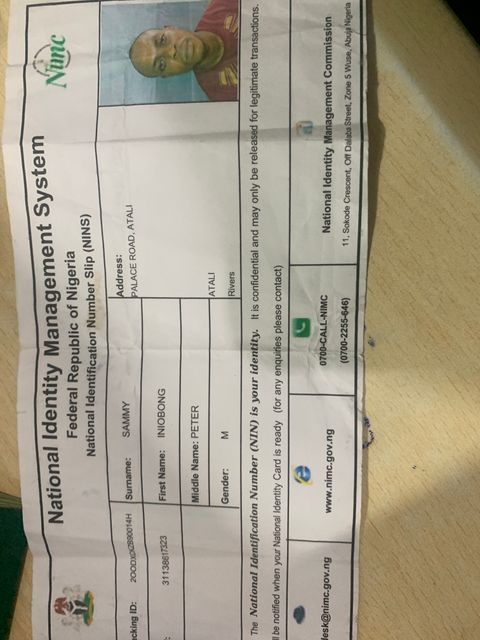 National Identity Management System
Federal Republic of Nigeria
National Identification Number Slip (NINS)
Nimc
cking ID: 2OODXCXZB90014H
Surname: SAMMY
Address:
PALACE ROAD, ATALI
: 31138617323
First Name: INIOBONG
Middle Name: PETER
ATALI
Gender: M
Rivers
The National Identification Number (NIN) is your identity. It is confidential and may only be released for legitimate transactions.
ll be notified when your National Identity Card is ready (for any enquiries please contact)
desk@nimc.gov.ng
www.nimc.gov.ng
0700-CALL-NIMC
(0700-2255-646)
National Identity Management Commission
11, Sokode Crescent, Off Dalaba Street, Zone 5 Wuse, Abuja Nigeria